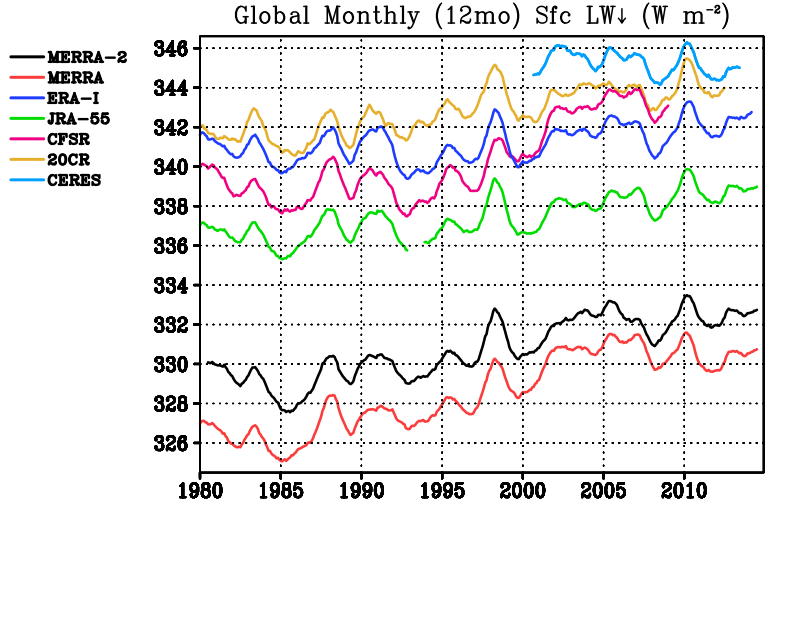 Global Monthly (12mo) Sfc LW↓ (W m⁻²)
MERRA-2
MERRA
ERA-I
JRA-55
CFSR
20CR
CERES
346
344
342
340
338
336
334
332
330
328
326
1980 1985 1990 1995 2000 2005 2010